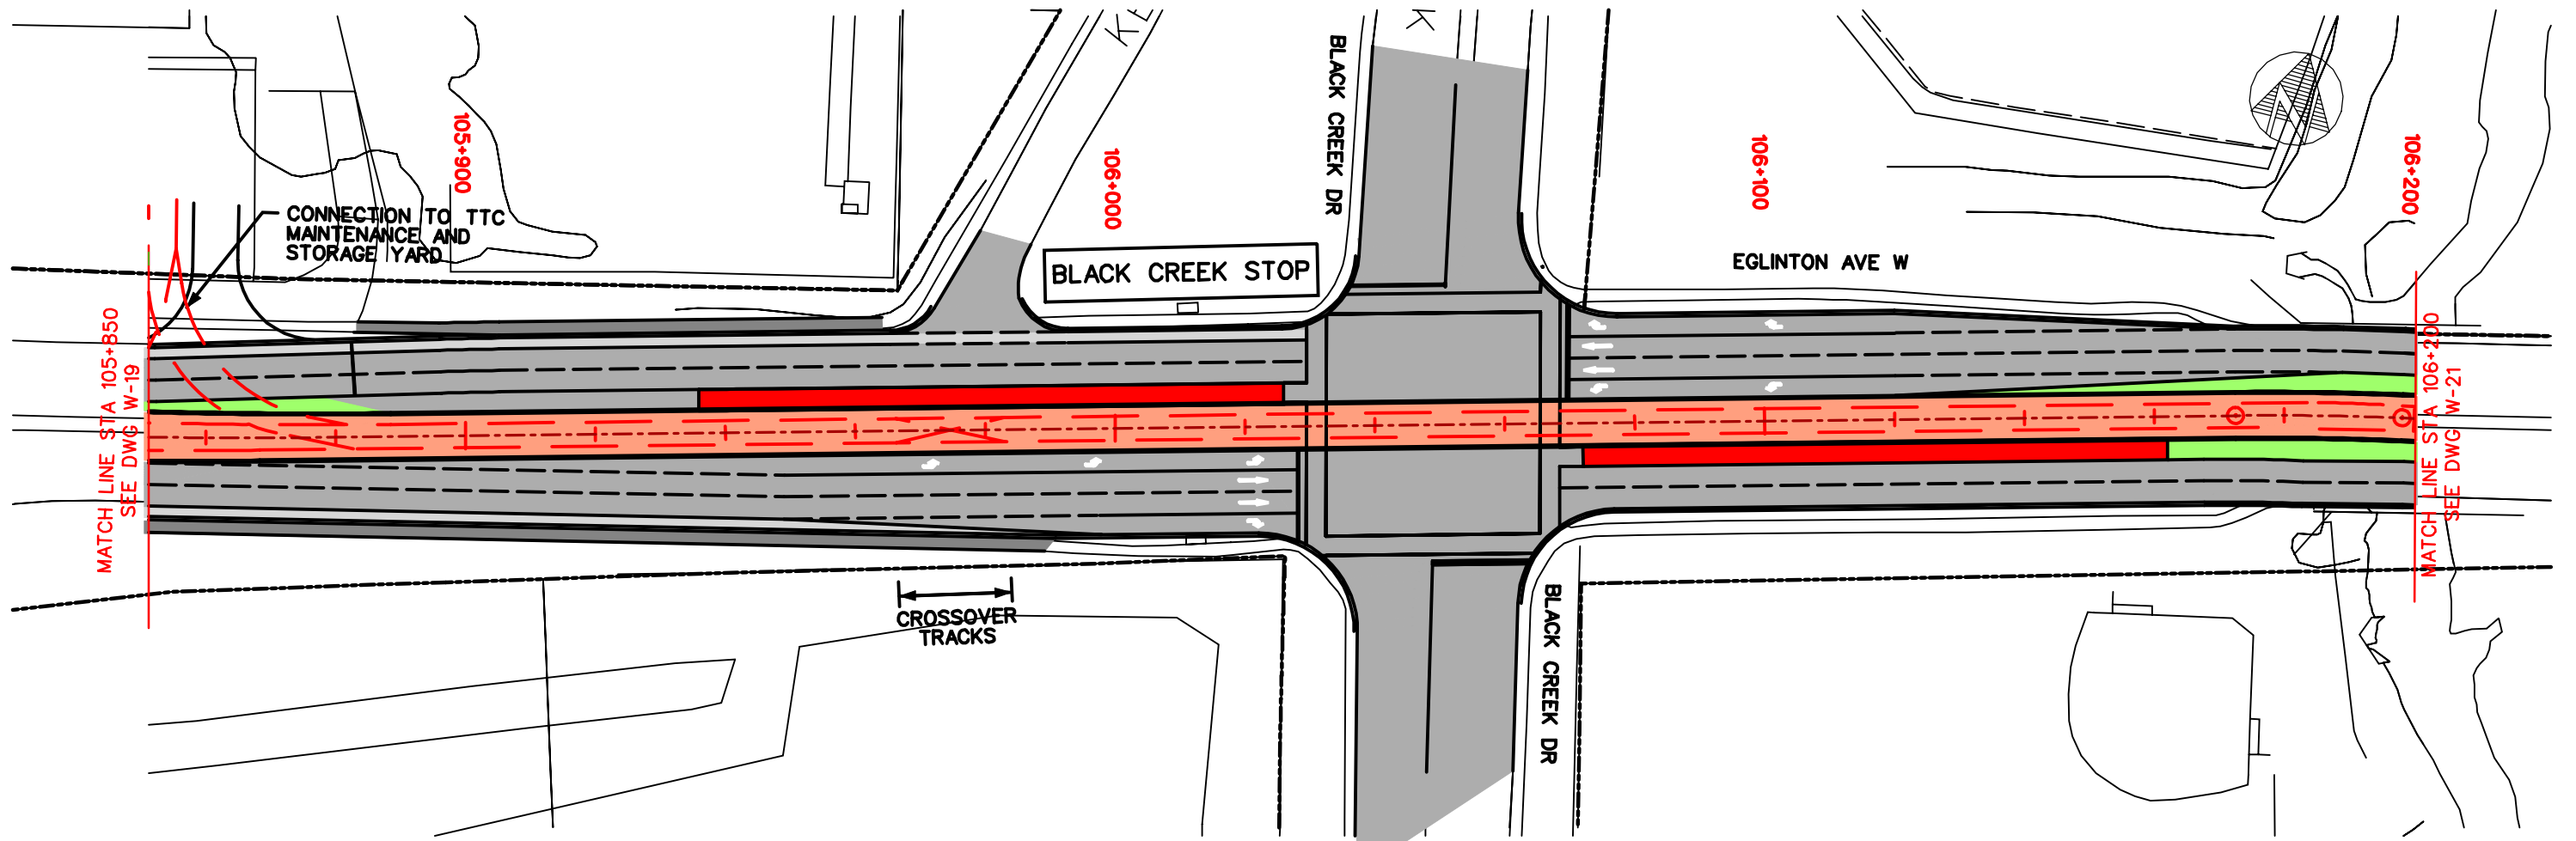 105+900
CONNECTION TO TTC
MAINTENANCE AND
STORAGE YARD
106+000
BLACK CREEK STOP
BLACK CREEK DR
106+100
EGLINTON AVE W
106+200
MATCH LINE STA 105+850
SEE DWG W-19
MATCH LINE STA 106+200
SEE DWG W-21
CROSSOVER
TRACKS
BLACK CREEK DR